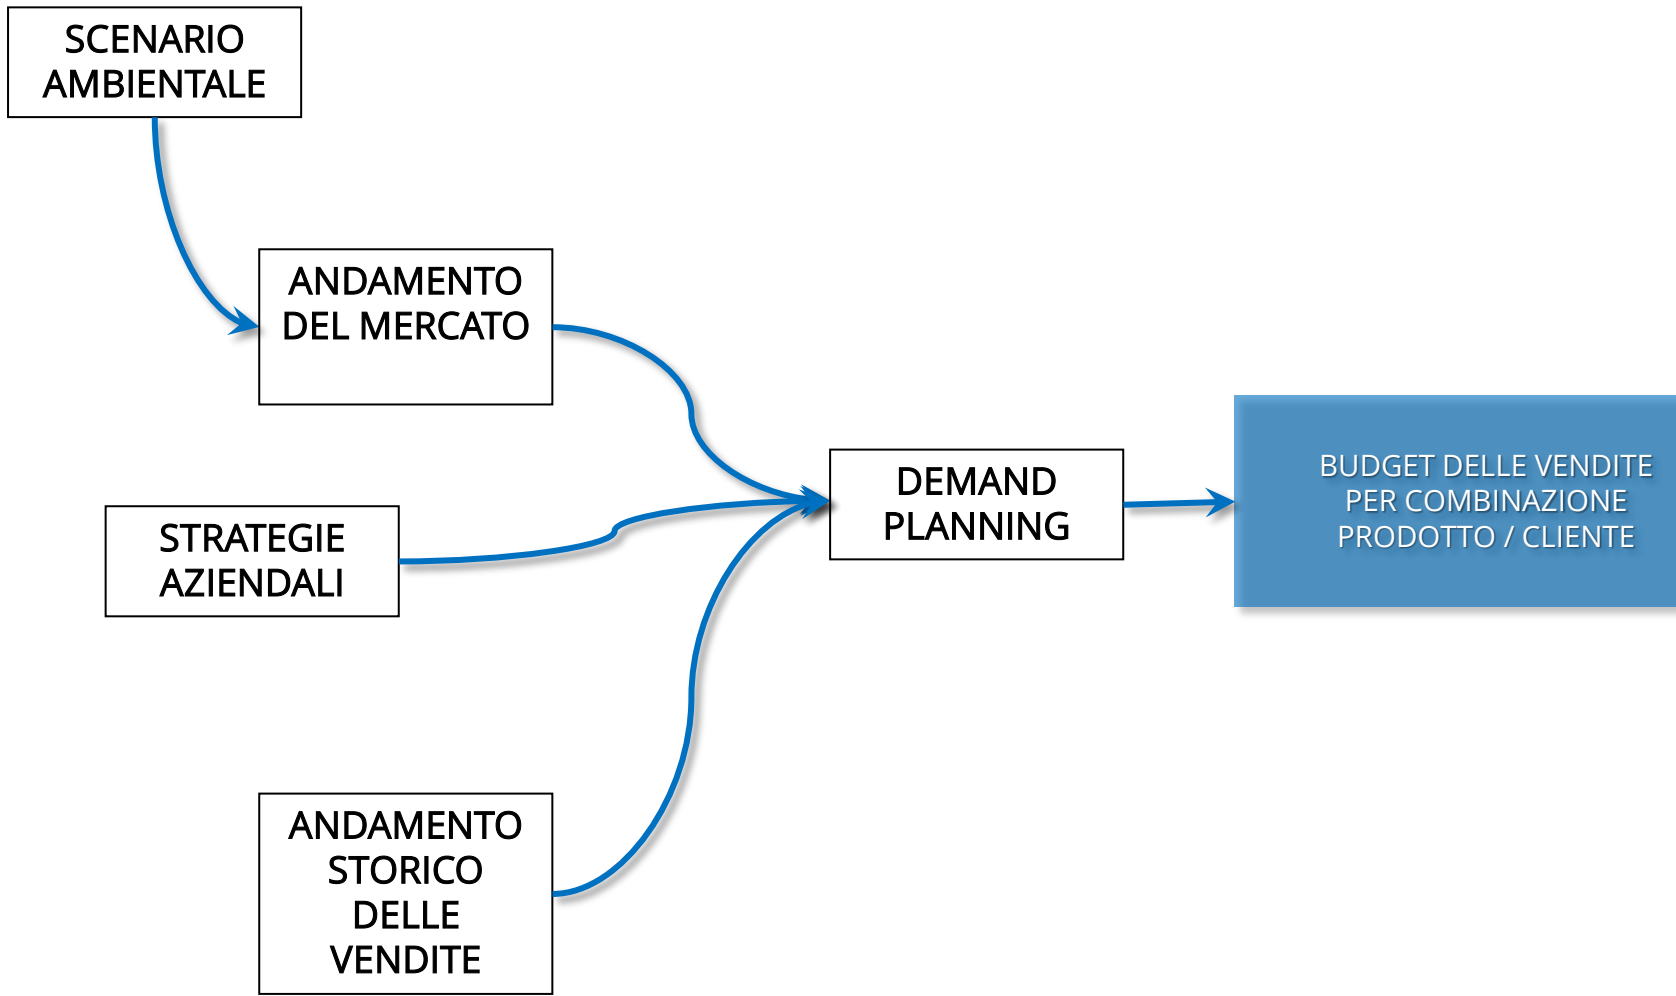 SCENARIO
AMBIENTALE
ANDAMENTO
DEL MERCATO
STRATEGIE
AZIENDALI
ANDAMENTO
STORICO
DELLE
VENDITE
DEMAND
PLANNING
BUDGET DELLE VENDITE
PER COMBINAZIONE
PRODOTTO / CLIENTE